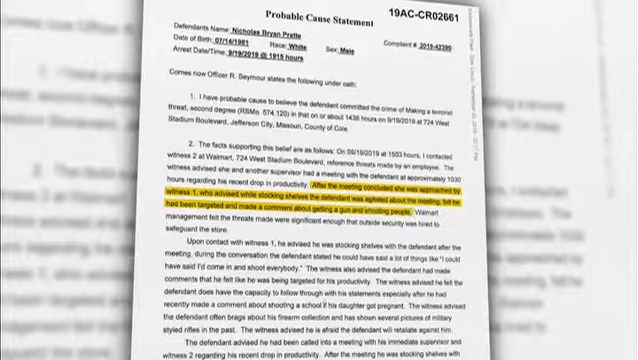 Probable Cause Statement
19AC-CR02661
Defendants Name: Nicholas Bryan Pratte
Date of Birth: 07/14/1981 Race: White Sex: Male Complaint #: 2019-42390
Arrest Date/Time: 9/19/2019 @ 1915 hours
Comes now Officer R. Seymour states the following under oath:
1. I have probable cause to believe the defendant committed the crime of Making a terrorist
threat, second degree (RSMo. 574.120) in that on or about 1438 hours on 9/19/2019 at 724 West
Stadium Boulevard, Jefferson City, Missouri, County of Cole.
2. The facts supporting this belief are as follows: On 09/19/2019 at 1503 hours, I contacted
witness 2 at Walmart, 724 West Stadium Boulevard, reference threats made by an employee. The
witness advised she and another supervisor had a meeting with the defendant at approximately 1030
hours regarding his recent drop in productivity. After the meeting concluded she was approached by
witness 1, who advised while stocking shelves the defendant was agitated about the meeting, felt he
had been targeted and made a comment about getting a gun and shooting people. Walmart
management felt the threats made were significant enough that outside security was hired to
safeguard the store.
Upon contact with witness 1, he advised he was stocking shelves with the defendant after the
meeting, during the conversation the defendant stated he could have said a lot of things like "I could
have said I'd come in and shoot everybody." The witness also advised the defendant had made
comments that he felt like he was being targeted for his productivity. The witness advised he felt the
defendant does have the capacity to follow through with his statements especially after he had
recently made a comment about shooting a school if his daughter got pregnant. The witness advised
the defendant often brags about his firearm collection and has shown several pictures of military
styled rifles in the past. The witness advised he is afraid the defendant will retaliate against him.
The defendant advised he had been called into a meeting with his immediate supervisor and
witness 2 regarding his recent drop in productivity. After the meeting he was stocking shelves with